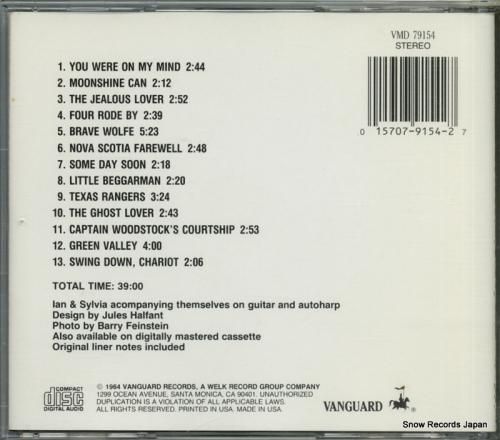 VMD 79154
STEREO
1. YOU WERE ON MY MIND 2:44
2. MOONSHINE CAN 2:12
3. THE JEALOUS LOVER 2:52
4. FOUR RODE BY 2:39
5. BRAVE WOLFE 5:23
6. NOVA SCOTIA FAREWELL 2:48
7. SOME DAY SOON 2:18
8. LITTLE BEGGARMAN 2:20
9. TEXAS RANGERS 3:24
10. THE GHOST LOVER 2:43
11. CAPTAIN WOODSTOCK'S COURTSHIP 2:53
12. GREEN VALLEY 4:00
13. SWING DOWN, CHARIOT 2:06
0 15707-9154-2 7
TOTAL TIME: 39:00
Ian & Sylvia acompanying themselves on guitar and autoharp
Design by Jules Halfant
Photo by Barry Feinstein
Also available on digitally mastered cassette
Original liner notes included
COMPACT
disc
DIGITAL AUDIO
© 1964 VANGUARD RECORDS, A WELK RECORD GROUP COMPANY
1299 OCEAN AVENUE, SANTA MONICA, CA 90401. UNAUTHORIZED
DUPLICATION IS A VIOLATION OF ALL APPLICABLE LAWS.
ALL RIGHTS RESERVED. PRINTED IN USA. MADE IN USA.
VANGUARD
Snow Records Japan